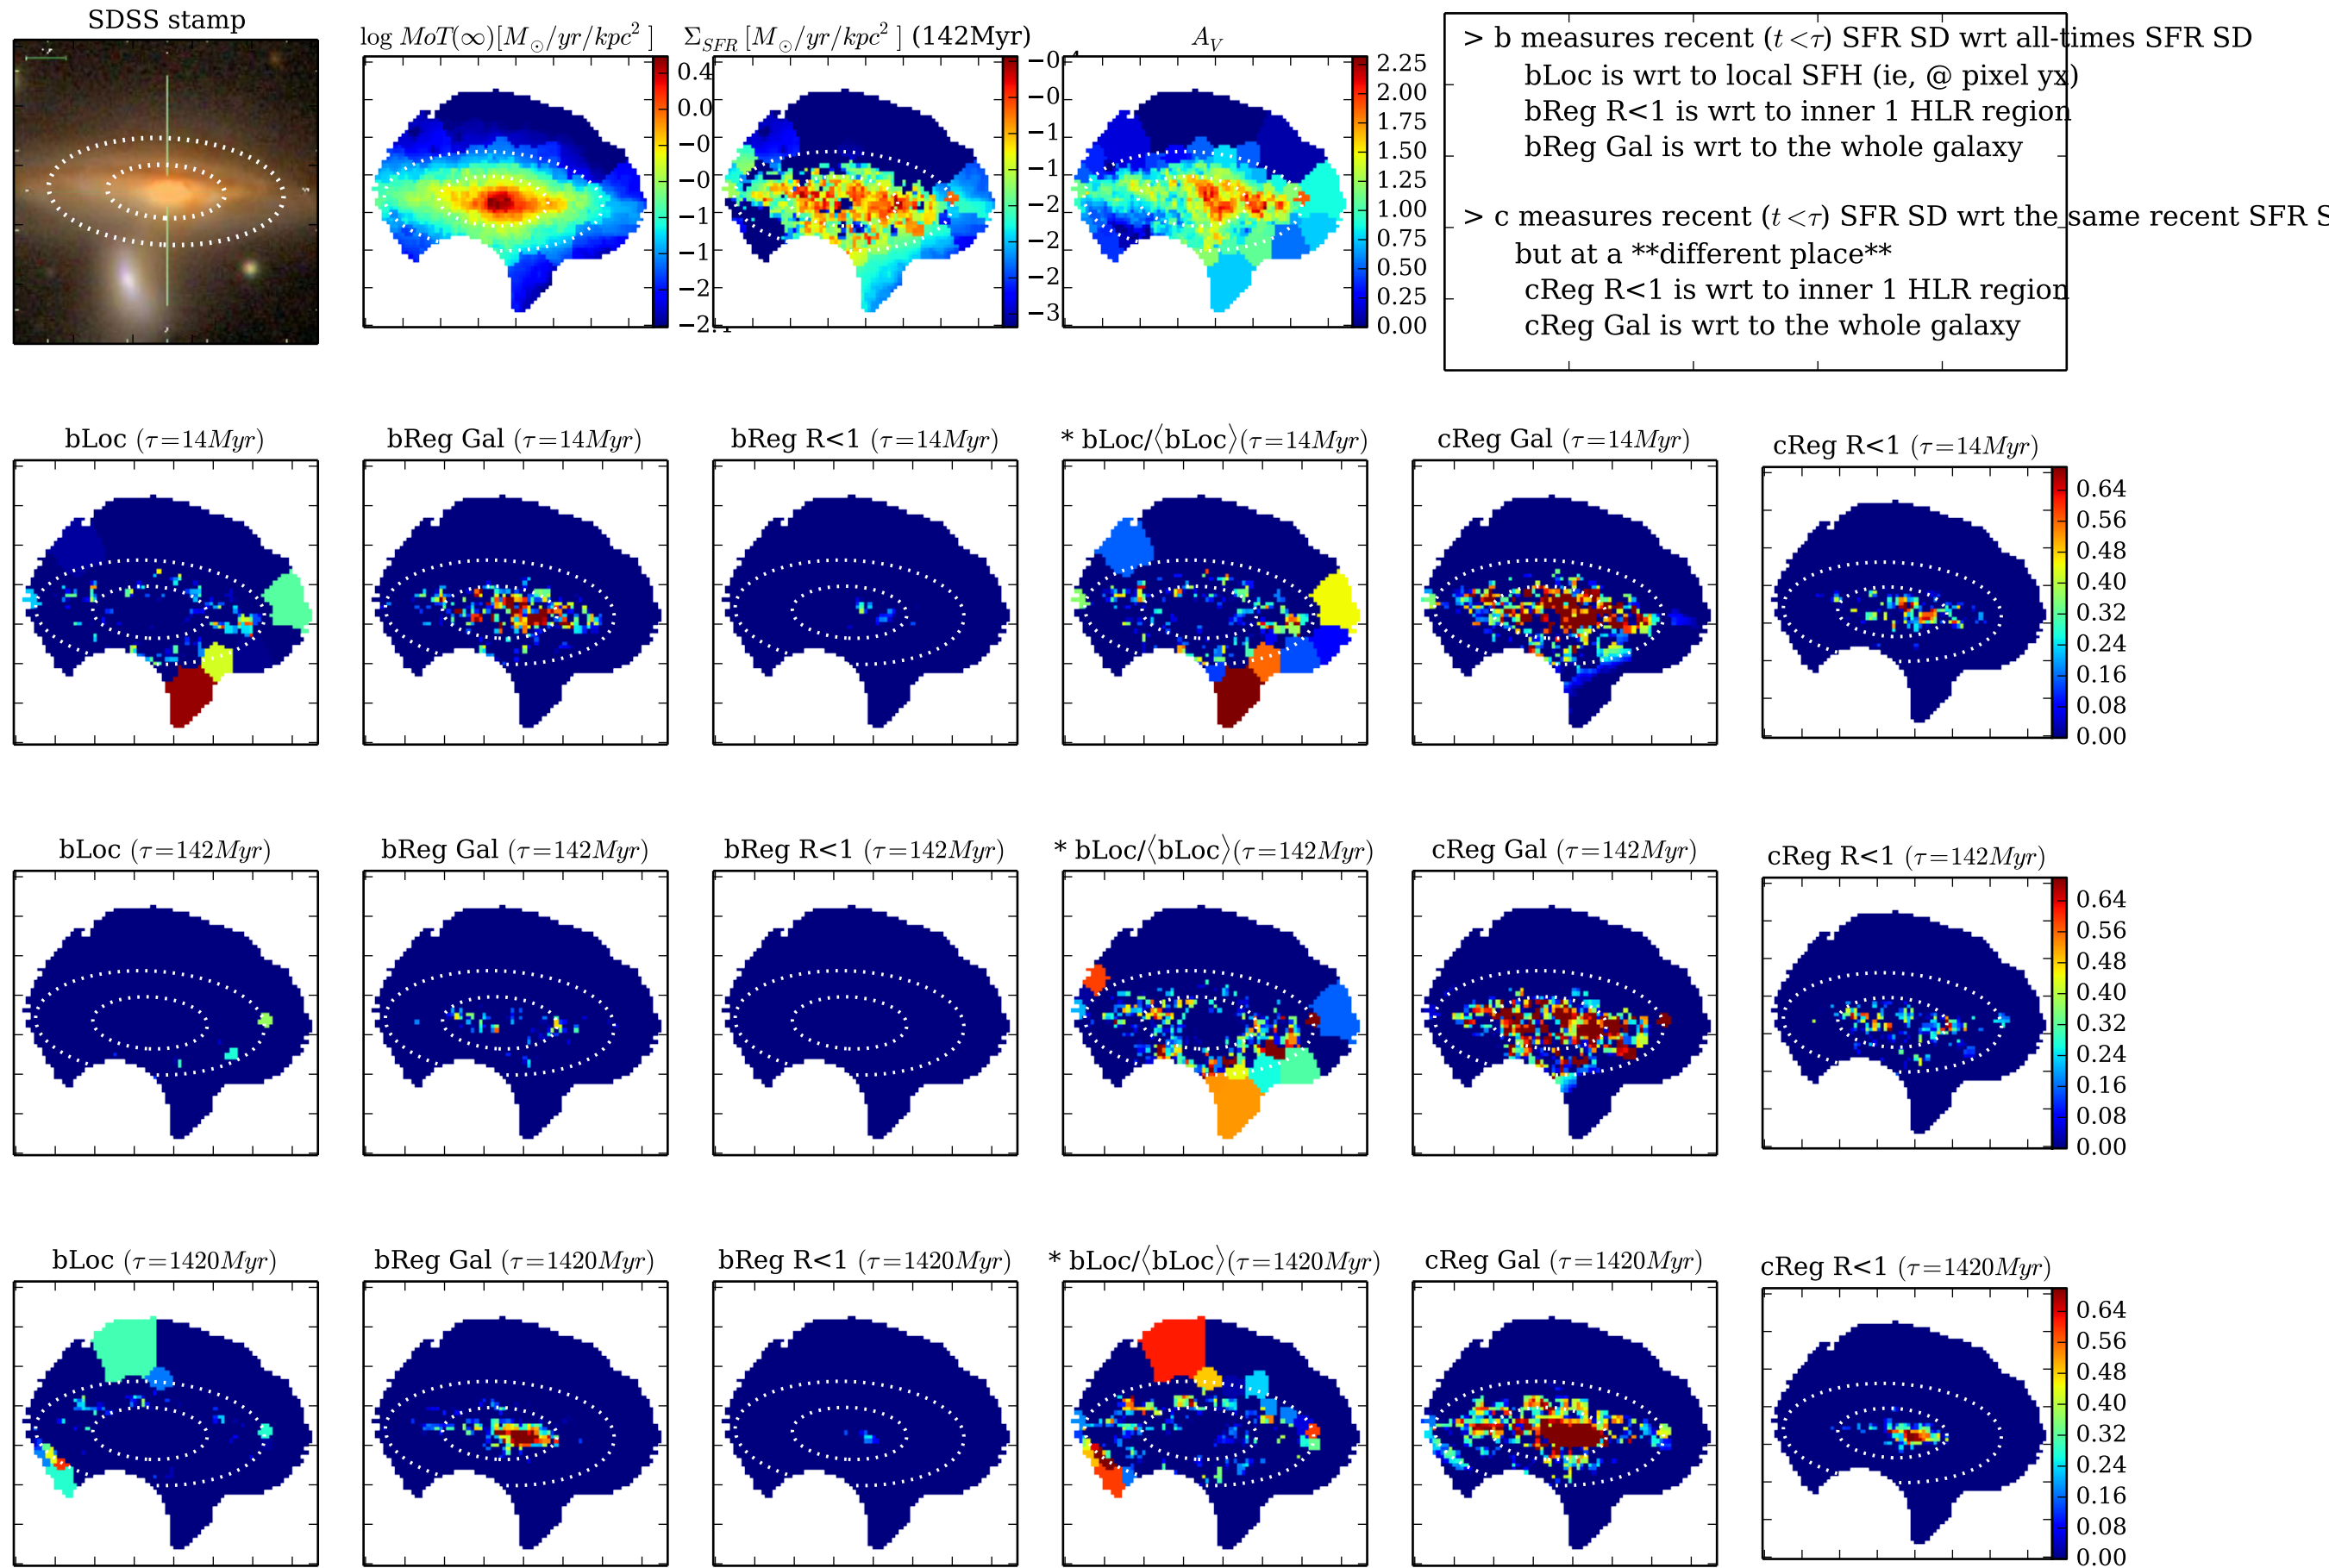 SDSS stamp
log MoT(∞)[M⊙/yr/kpc² ]
Σ_SFR [M⊙/yr/kpc² ] (142Myr)
A_V
0.4
0.0
−0
−0
−1
−1
−2
−0
−0
−1
−1
−2
−2
−2
−3
2.25
2.00
1.75
1.50
1.25
1.00
0.75
0.50
0.25
0.00
> b measures recent (t<τ) SFR SD wrt all-times SFR SD
bLoc is wrt to local SFH (ie, @ pixel yx)
bReg R<1 is wrt to inner 1 HLR region
bReg Gal is wrt to the whole galaxy
> c measures recent (t<τ) SFR SD wrt the same recent SFR S
but at a **different place**
cReg R<1 is wrt to inner 1 HLR region
cReg Gal is wrt to the whole galaxy
bLoc (τ=14Myr)
bReg Gal (τ=14Myr)
bReg R<1 (τ=14Myr)
* bLoc/⟨bLoc⟩(τ=14Myr)
cReg Gal (τ=14Myr)
cReg R<1 (τ=14Myr)
0.64
0.56
0.48
0.40
0.32
0.24
0.16
0.08
0.00
bLoc (τ=142Myr)
bReg Gal (τ=142Myr)
bReg R<1 (τ=142Myr)
* bLoc/⟨bLoc⟩(τ=142Myr)
cReg Gal (τ=142Myr)
cReg R<1 (τ=142Myr)
0.64
0.56
0.48
0.40
0.32
0.24
0.16
0.08
0.00
bLoc (τ=1420Myr)
bReg Gal (τ=1420Myr)
bReg R<1 (τ=1420Myr)
* bLoc/⟨bLoc⟩(τ=1420Myr)
cReg Gal (τ=1420Myr)
cReg R<1 (τ=1420Myr)
0.64
0.56
0.48
0.40
0.32
0.24
0.16
0.08
0.00